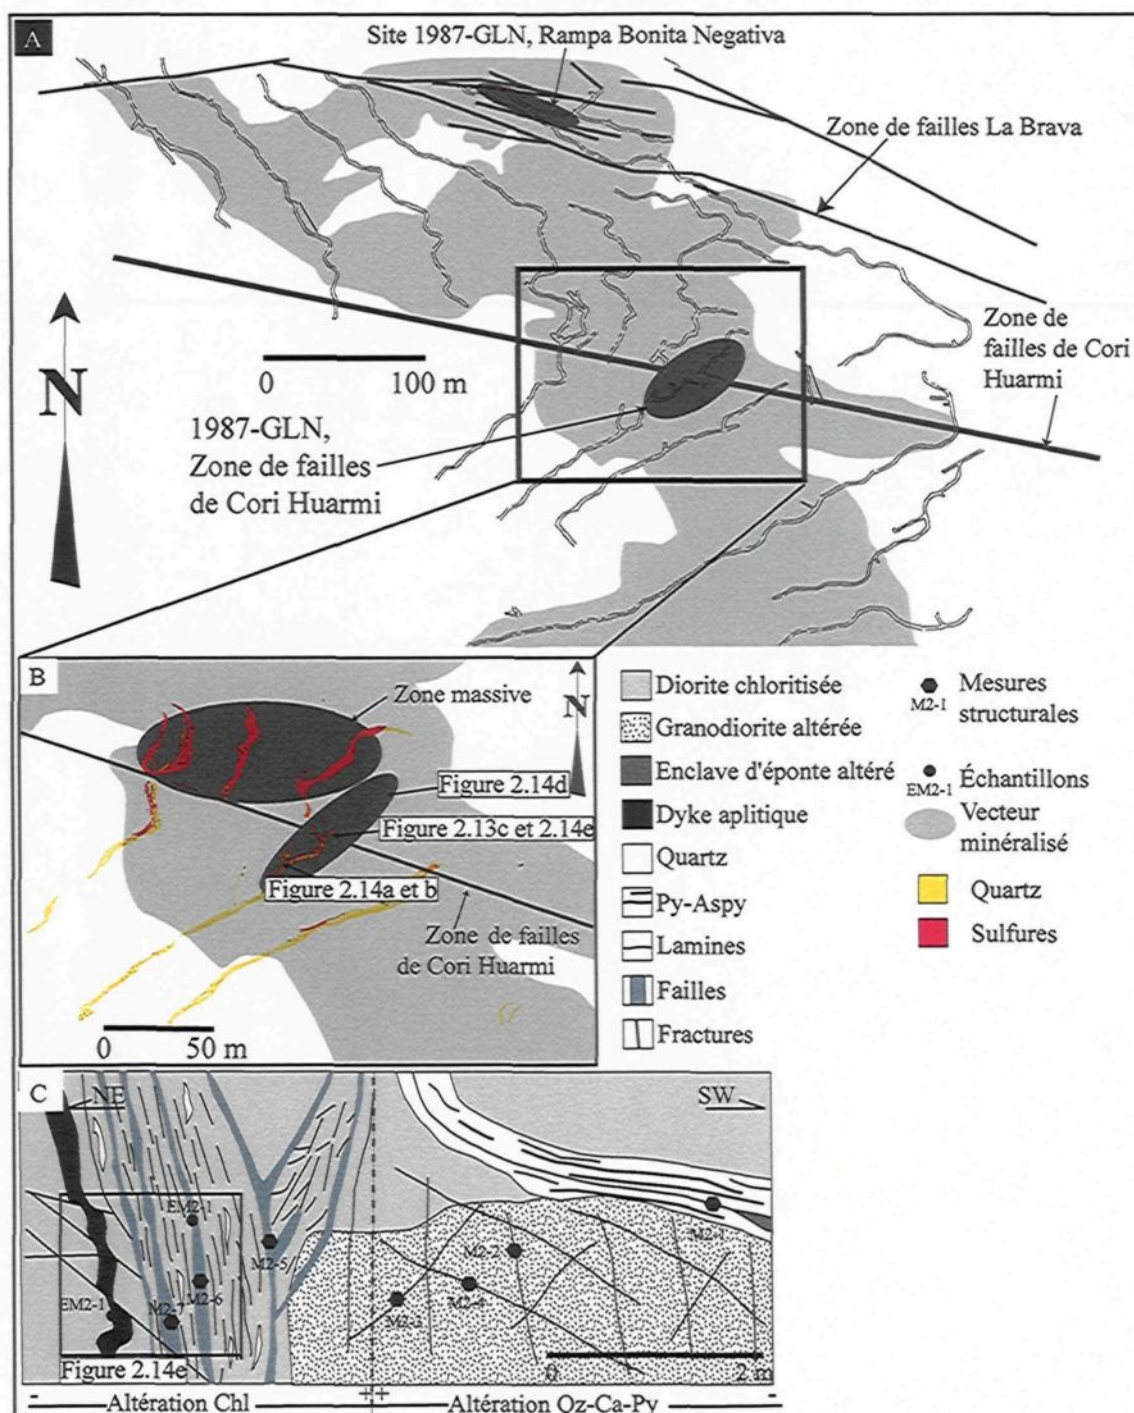 A
Site 1987-GLN, Rampa Bonita Negativa
Zone de failles La Brava
Zone de
failles de Cori
Huarmi
N
0 100 m
1987-GLN,
Zone de failles
de Cori Huarmi
B
Zone massive
N
Figure 2.14d
Figure 2.13c et 2.14e
Figure 2.14a et b
Zone de failles
de Cori Huarmi
0 50 m
Diorite chloritisée
Granodiorite altérée
Enclave d'éponte altéré
Dyke aplitique
Quartz
Py-Aspy
Lamines
Failles
Fractures
M2-1
Mesures
structurales
EM2-1
Échantillons
Vecteur
minéralisé
Quartz
Sulfures
C
NE
SW
EM2-1
M2-5
M2-6
M2-7
EM2-1
M2-1
M2-2
M2-4
M2-3
Figure 2.14e
0 2 m
- Altération Chl ++ Altération Qz-Ca-Py -